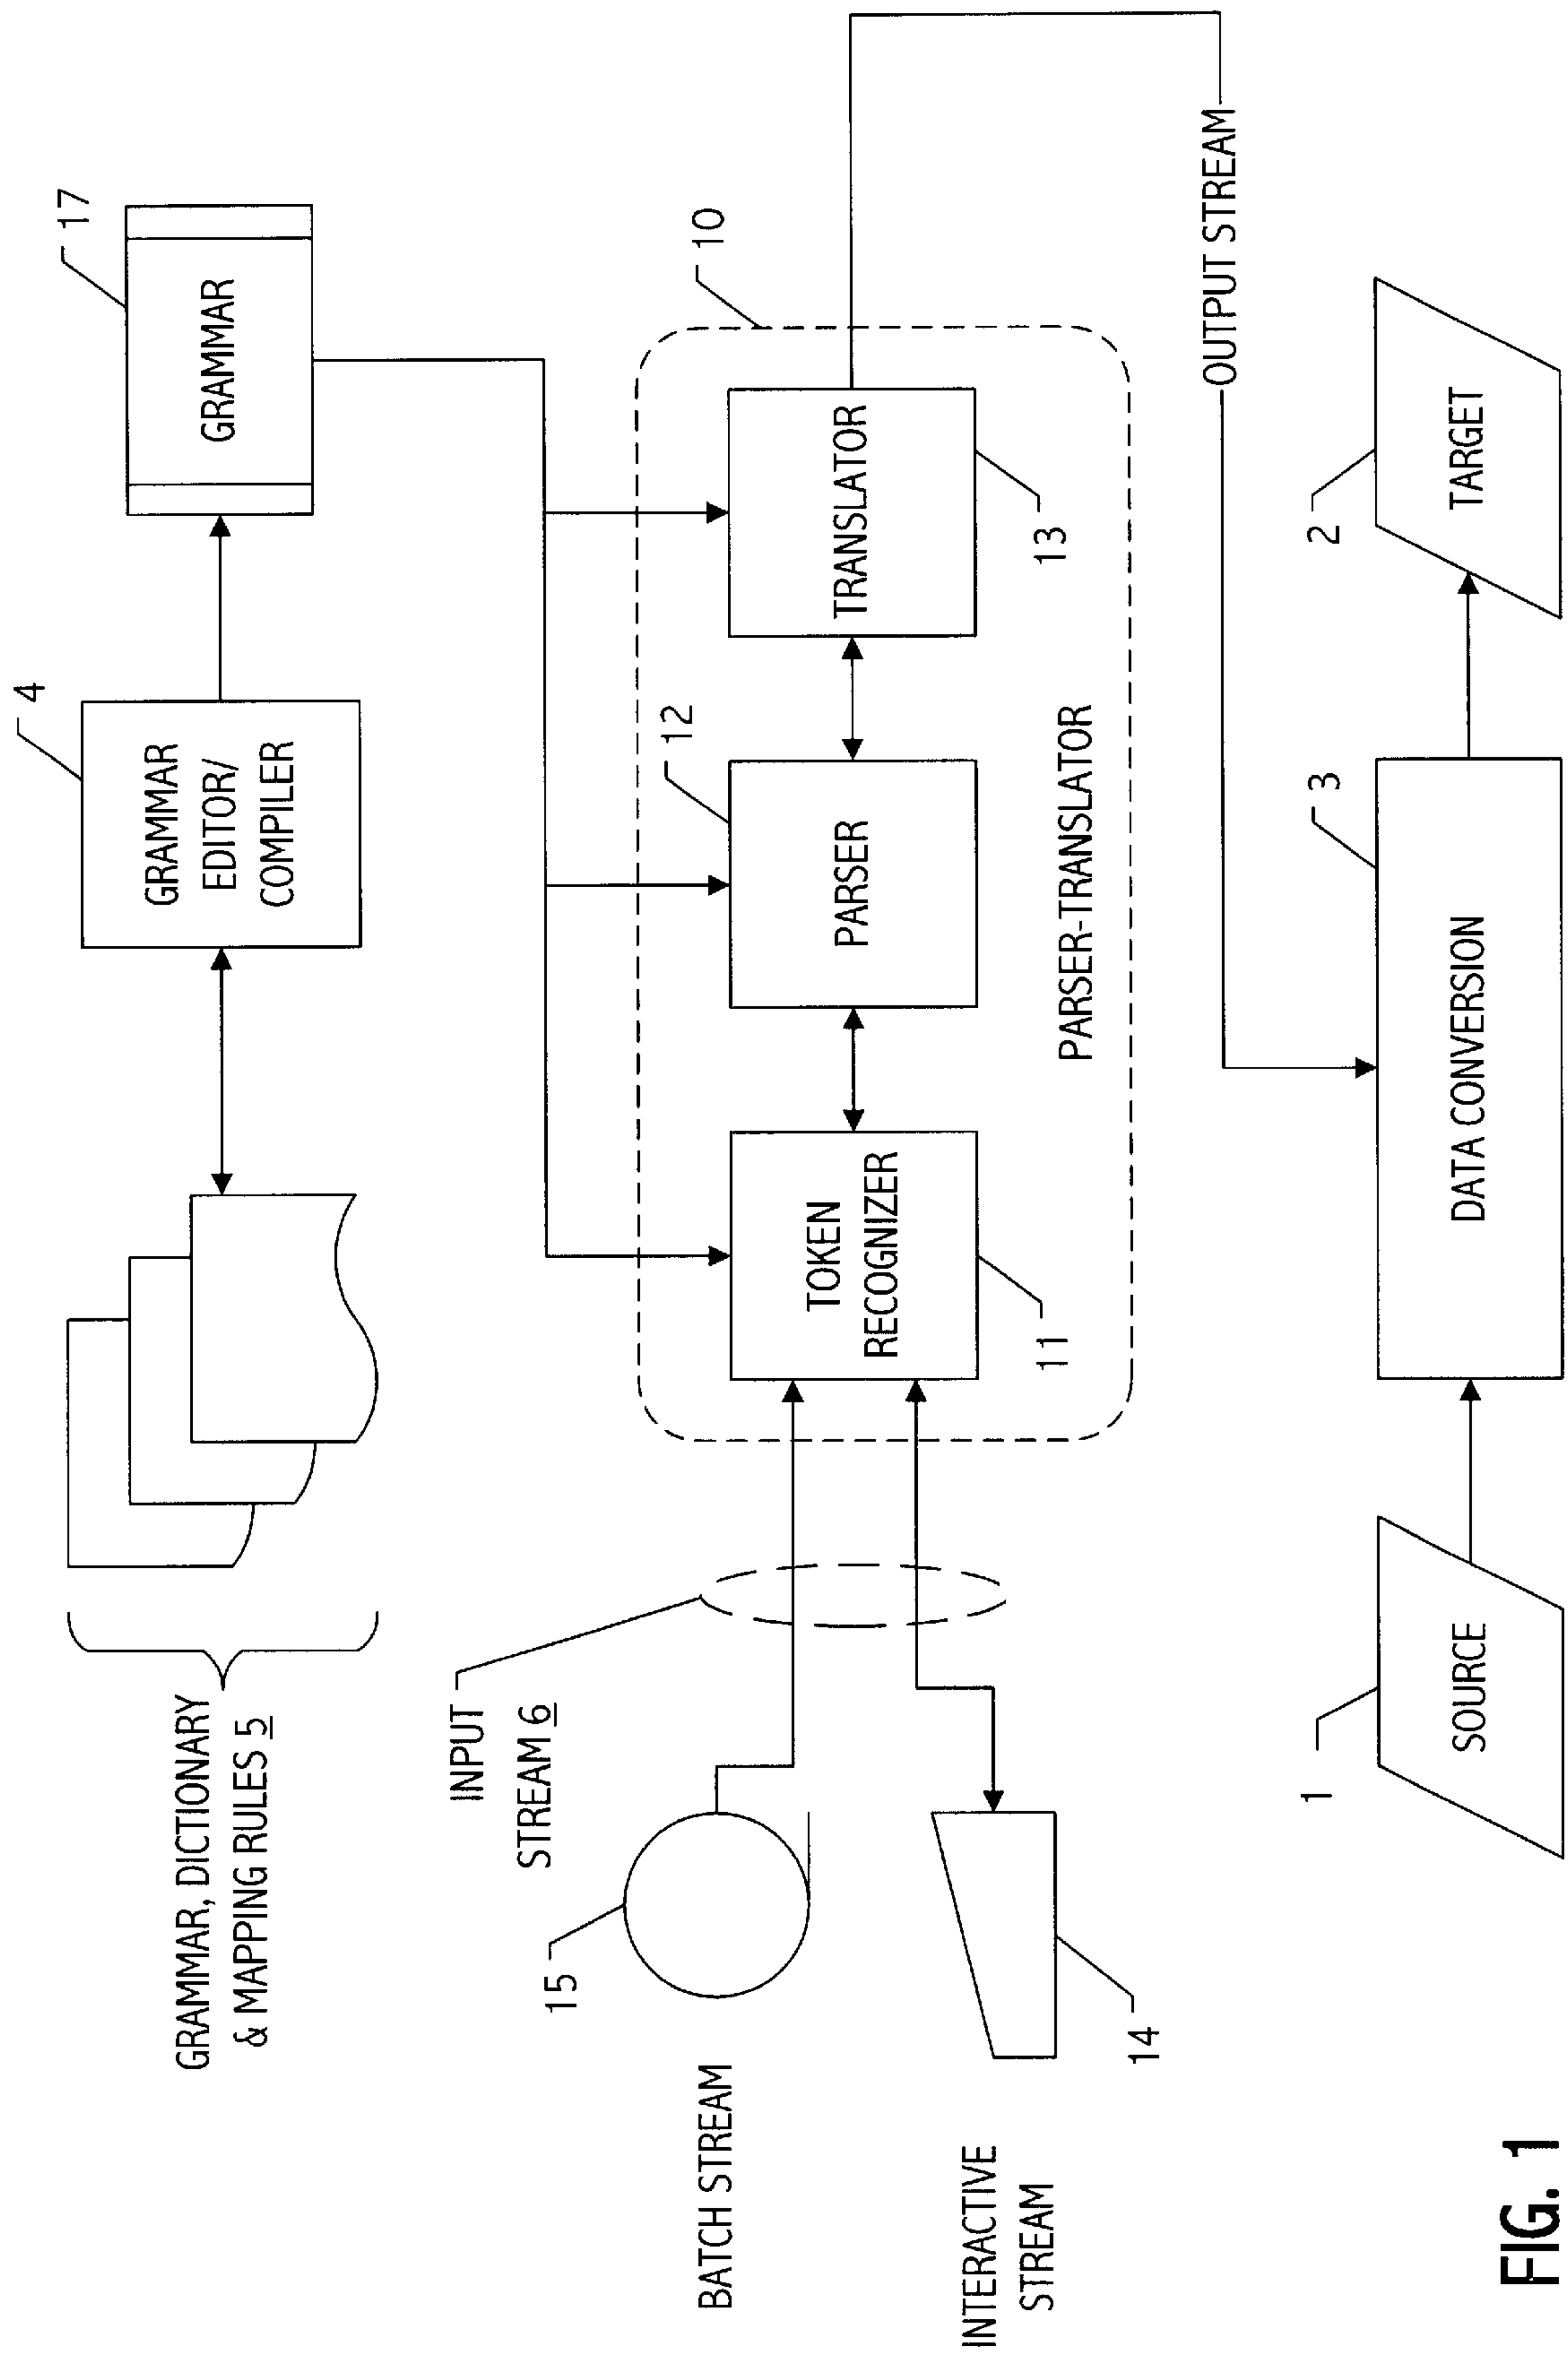 GRAMMAR, DICTIONARY
& MAPPING RULES 5
4
GRAMMAR
EDITOR/
COMPILER
17
GRAMMAR
INPUT
STREAM 6
15
BATCH STREAM
14
INTERACTIVE
STREAM
10
TOKEN
RECOGNIZER
11
12
PARSER
TRANSLATOR
13
PARSER-TRANSLATOR
OUTPUT STREAM
1
SOURCE
3
DATA CONVERSION
2
TARGET
FIG. 1